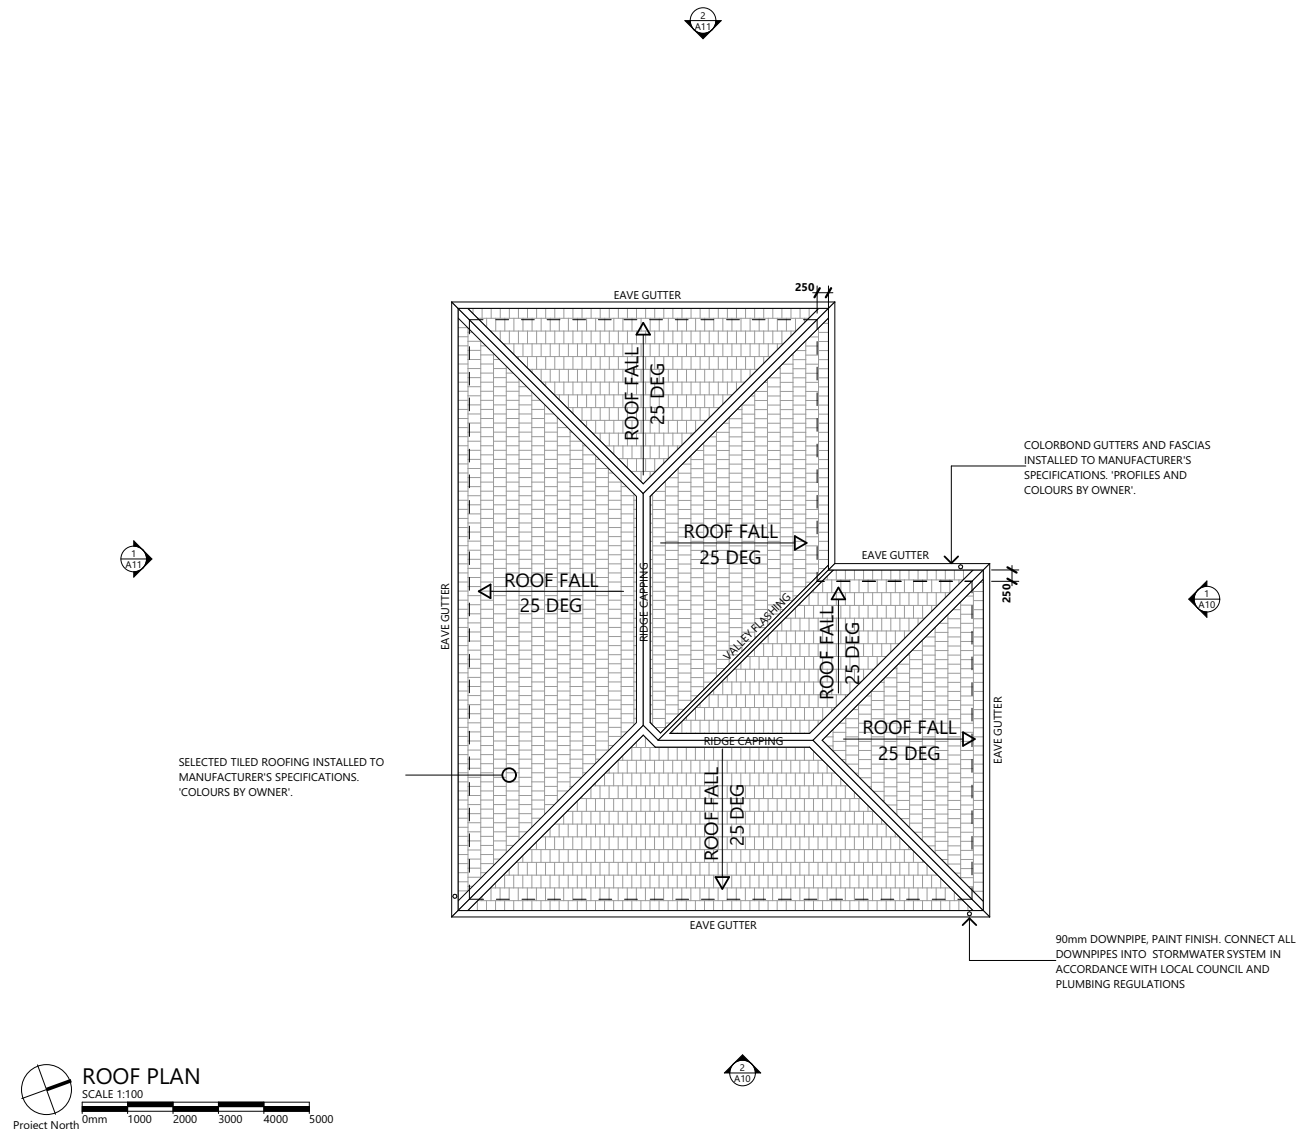 2
A11
EAVE GUTTER
250
ROOF FALL
25 DEG
COLORBOND GUTTERS AND FASCIAS
INSTALLED TO MANUFACTURER'S
SPECIFICATIONS. 'PROFILES AND
COLOURS BY OWNER'.
ROOF FALL
25 DEG
1
A11
EAVE GUTTER
ROOF FALL
25 DEG
EAVE GUTTER
RIDGE CAPPING
VALLEY FLASHING
250
1
A10
ROOF FALL
25 DEG
EAVE GUTTER
ROOF FALL
25 DEG
RIDGE CAPPING
SELECTED TILED ROOFING INSTALLED TO
MANUFACTURER'S SPECIFICATIONS.
'COLOURS BY OWNER'.
ROOF FALL
25 DEG
EAVE GUTTER
90mm DOWNPIPE, PAINT FINISH. CONNECT ALL
DOWNPIPES INTO STORMWATER SYSTEM IN
ACCORDANCE WITH LOCAL COUNCIL AND
PLUMBING REGULATIONS
2
A10
ROOF PLAN
SCALE 1:100
0mm 1000 2000 3000 4000 5000
Project North